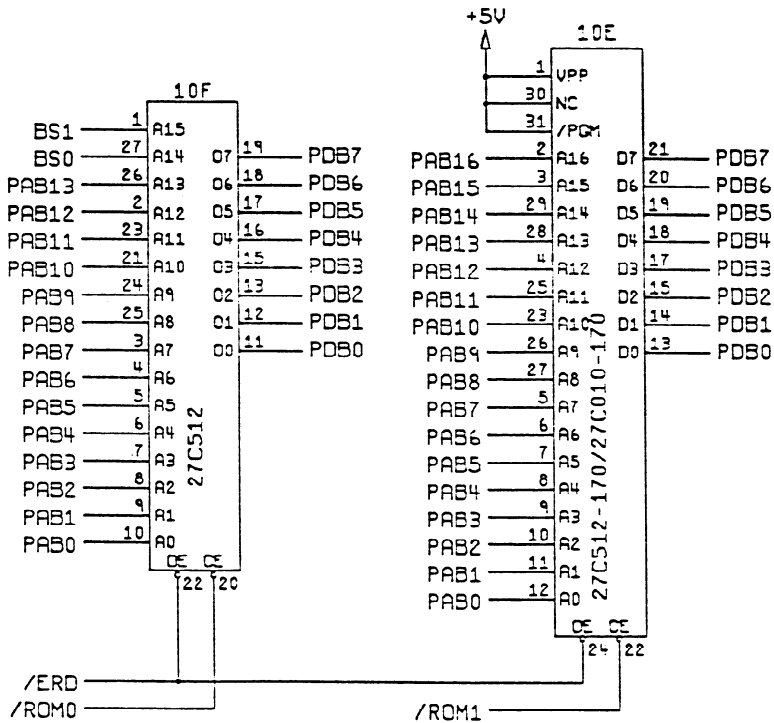 +5V
10F
BS1 1 A15
BS0 27 A14 O7 19 PDB7
PAB13 26 A13 O6 18 PDB6
PAB12 2 A12 O5 17 PDB5
PAB11 23 A11 O4 16 PDB4
PAB10 21 A10 O3 15 PDB3
PAB9 24 A9 O2 13 PDB2
PAB8 25 A8 O1 12 PDB1
PAB7 3 A7 O0 11 PDB0
PAB6 4 A6
PAB5 5 A5
PAB4 6 A4
PAB3 7 A3
PAB2 8 A2
PAB1 9 A1
PAB0 10 A0
27C512
OE CE
22 20
10E
1 VPP
30 NC
31 /PGM
PAB16 2 A16 D7 21 PDB7
PAB15 3 A15 D6 20 PDB6
PAB14 29 A14 D5 19 PDB5
PAB13 28 A13 D4 18 PDB4
PAB12 4 A12 D3 17 PDB3
PAB11 25 A11 D2 15 PDB2
PAB10 23 A10 D1 14 PDB1
PAB9 26 A9 D0 13 PDB0
PAB8 27 A8
PAB7 5 A7
PAB6 6 A6
PAB5 7 A5
PAB4 8 A4
PAB3 9 A3
PAB2 10 A2
PAB1 11 A1
PAB0 12 A0
27C512-170/27C010-170
OE CE
24 22
/ERD
/ROM0
/ROM1